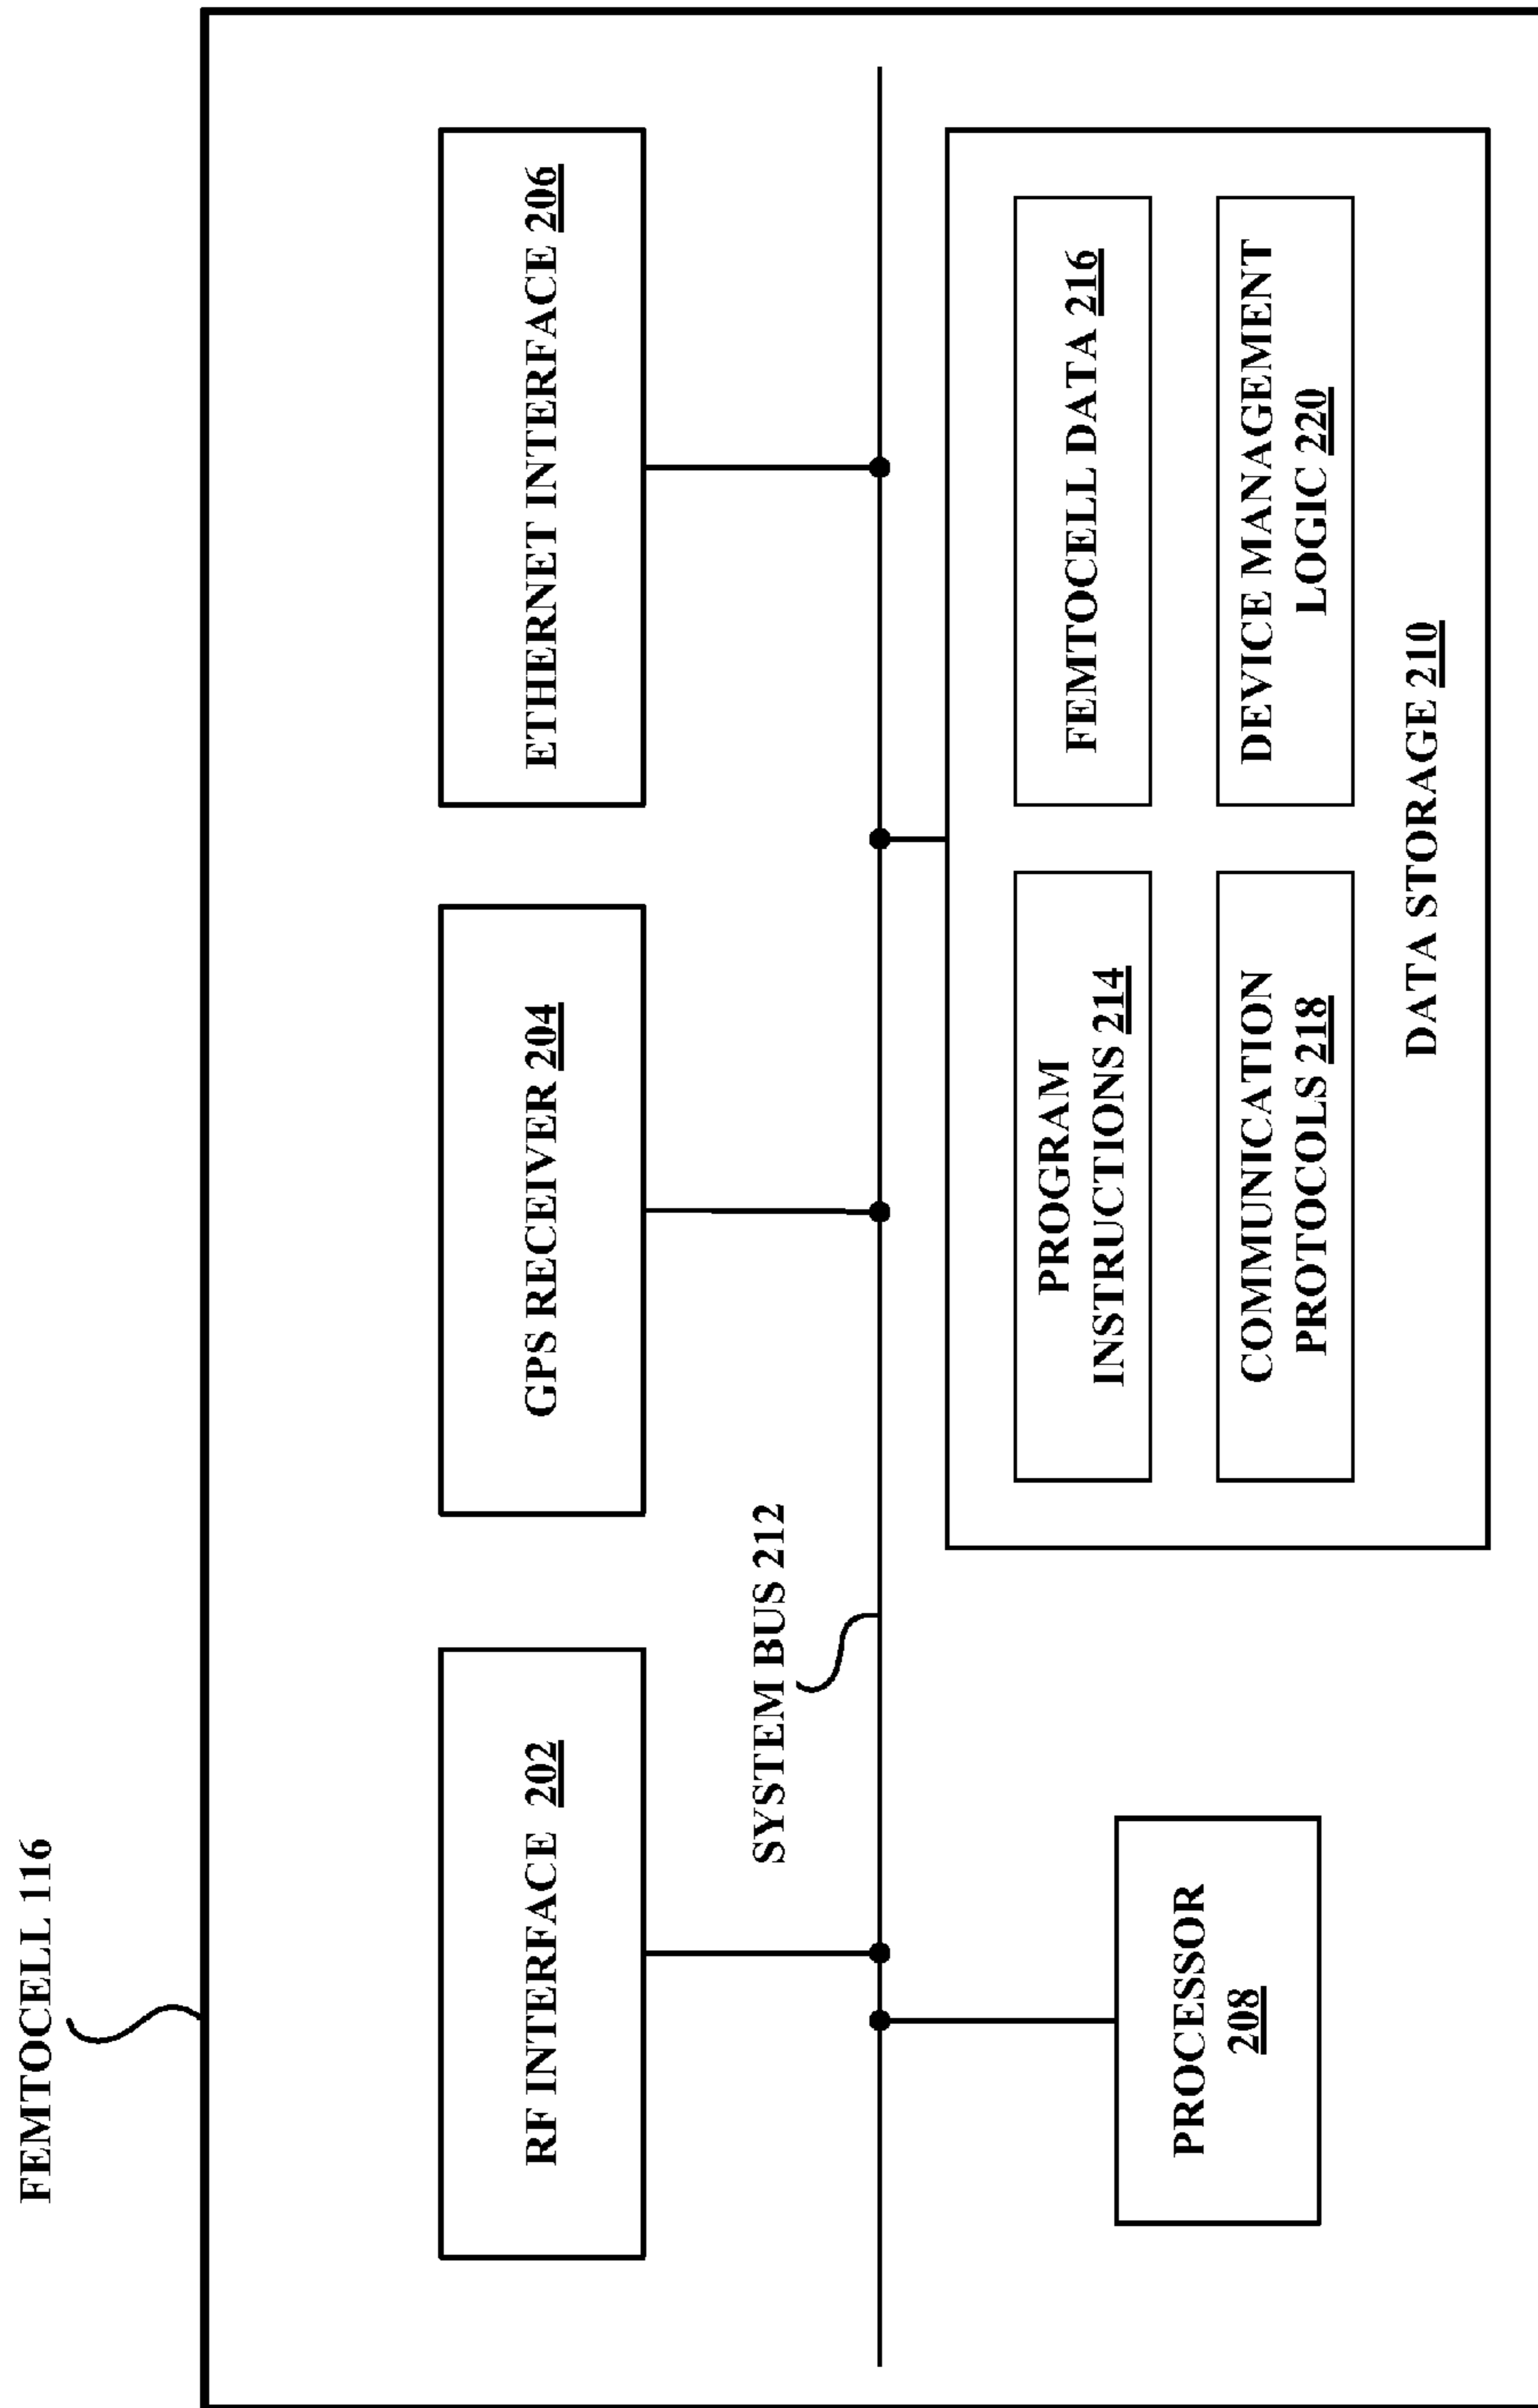 FEMTOCELL 116
RF INTERFACE 202
GPS RECEIVER 204
ETHERNET INTERFACE 206
SYSTEM BUS 212
PROCESSOR
208
PROGRAM
INSTRUCTIONS 214
FEMTOCELL DATA 216
COMMUNICATION
PROTOCOLS 218
DEVICE MANAGEMENT
LOGIC 220
DATA STORAGE 210